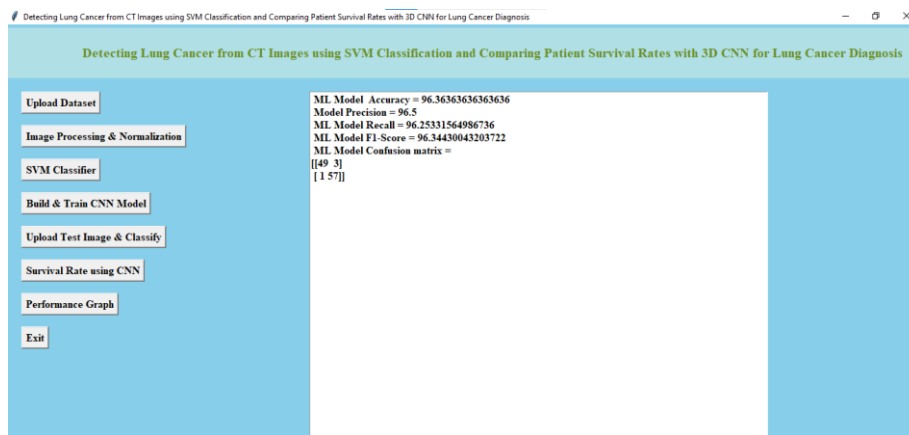 Detecting Lung Cancer from CT Images using SVM Classification and Comparing Patient Survival Rates with 3D CNN for Lung Cancer Diagnosis
Detecting Lung Cancer from CT Images using SVM Classification and Comparing Patient Survival Rates with 3D CNN for Lung Cancer Diagnosis
Upload Dataset
Image Processing & Normalization
SVM Classifier
Build & Train CNN Model
Upload Test Image & Classify
Survival Rate using CNN
Performance Graph
Exit
ML Model Accuracy = 96.36363636363636
Model Precision = 96.5
ML Model Recall = 96.25331564986736
ML Model F1-Score = 96.34430043203722
ML Model Confusion matrix =
[[49 3]
[ 1 57]]